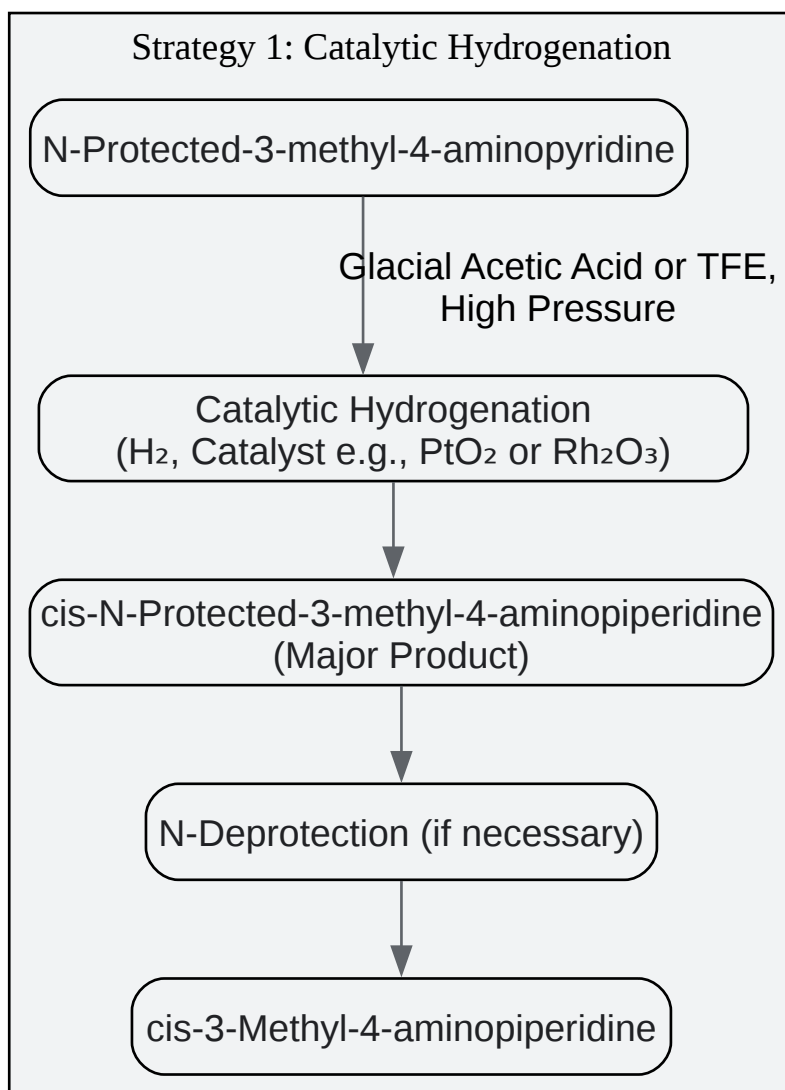 Strategy 1: Catalytic Hydrogenation
N-Protected-3-methyl-4-aminopyridine
Glacial Acetic Acid or TFE,
High Pressure
Catalytic Hydrogenation
(H₂, Catalyst e.g., PtO₂ or Rh₂O₃)
cis-N-Protected-3-methyl-4-aminopiperidine
(Major Product)
N-Deprotection (if necessary)
cis-3-Methyl-4-aminopiperidine